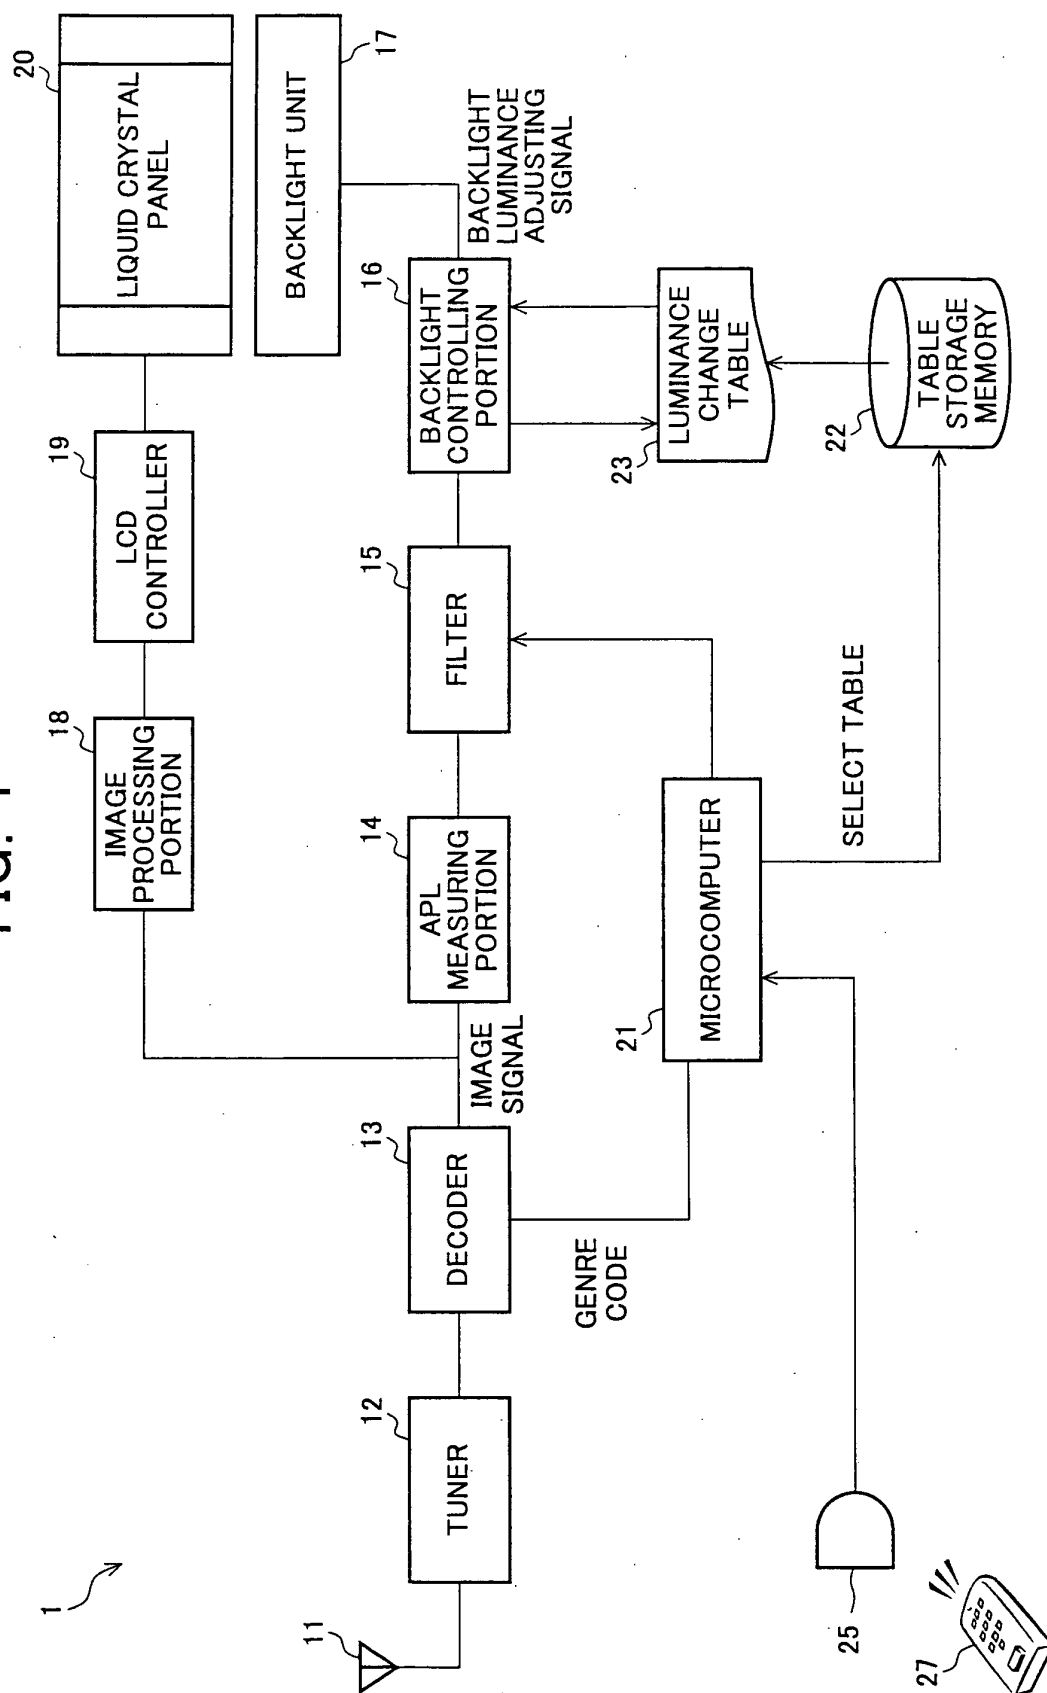 FIG. 1
1
11
12
TUNER
13
DECODER
GENRE
CODE
IMAGE
SIGNAL
14
APL
MEASURING
PORTION
15
FILTER
16
BACKLIGHT
CONTROLLING
PORTION
BACKLIGHT
LUMINANCE
ADJUSTING
SIGNAL
17
BACKLIGHT UNIT
18
IMAGE
PROCESSING
PORTION
19
LCD
CONTROLLER
20
LIQUID CRYSTAL
PANEL
21
MICROCOMPUTER
SELECT TABLE
22
TABLE
STORAGE
MEMORY
23
LUMINANCE
CHANGE
TABLE
25
27